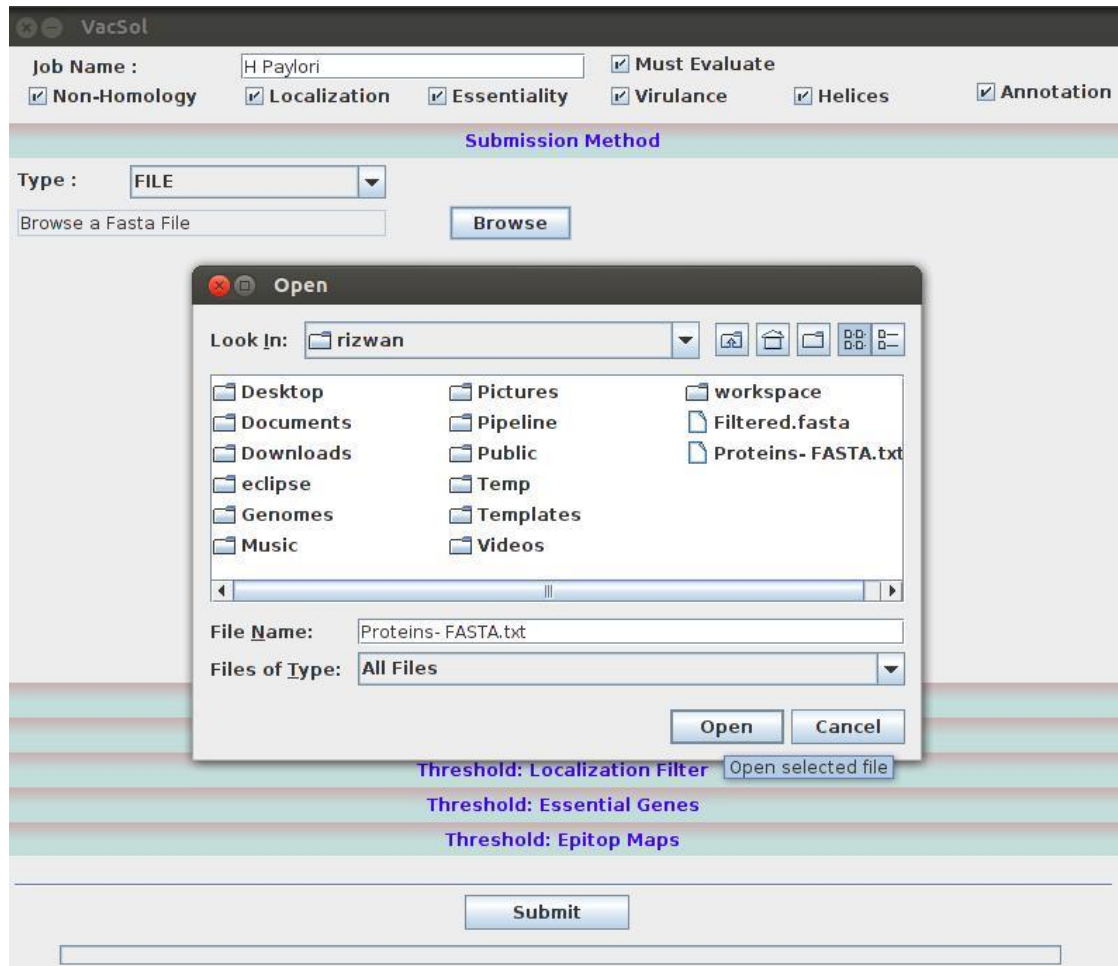 VacSol
Job Name : H Paylori Must Evaluate
Non-Homology Localization Essentiality Virulance Helices Annotation
Submission Method
Type : FILE
Browse a Fasta File Browse
Open
Look In: rizwan
Desktop Pictures workspace
Documents Pipeline Filtered.fasta
Downloads Public Proteins- FASTA.txt
eclipse Temp
Genomes Templates
Music Videos
File Name: Proteins- FASTA.txt
Files of Type: All Files
Open Cancel
Threshold: Localization Filter Open selected file
Threshold: Essential Genes
Threshold: Epitop Maps
Submit